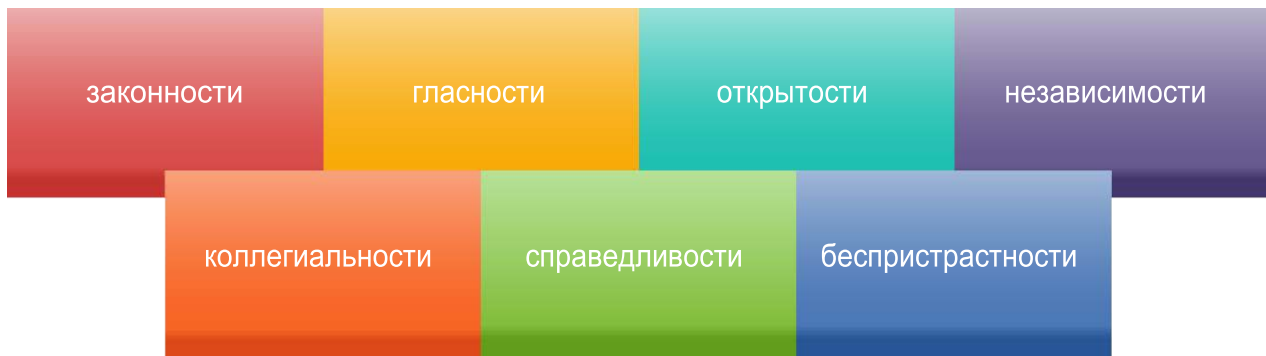 законности гласности открытости независимости
коллегиальности справедливости беспристрастности